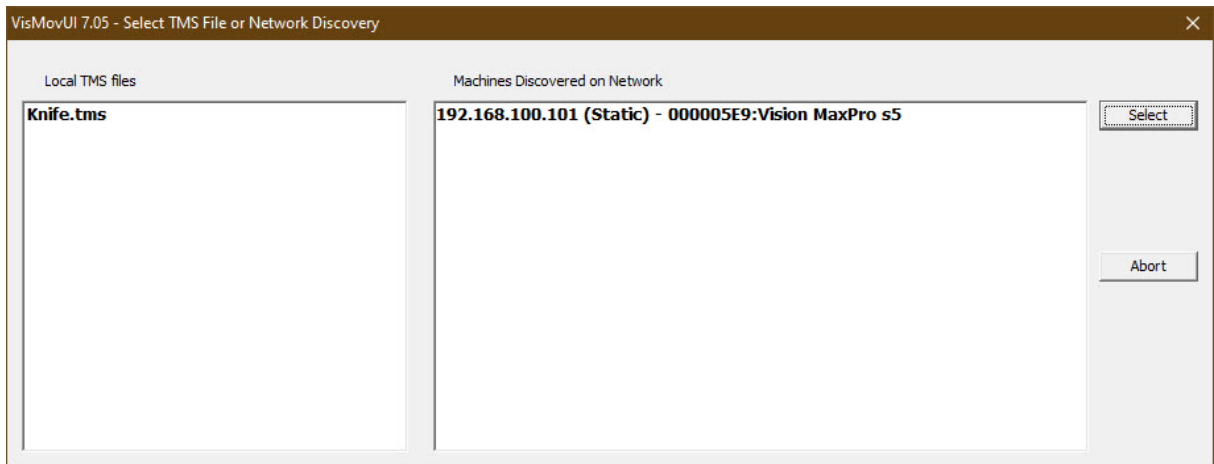 VisMovUI 7.05 - Select TMS File or Network Discovery
Local TMS files
Machines Discovered on Network
Knife.tms
192.168.100.101 (Static) - 000005E9:Vision MaxPro s5
Select
Abort